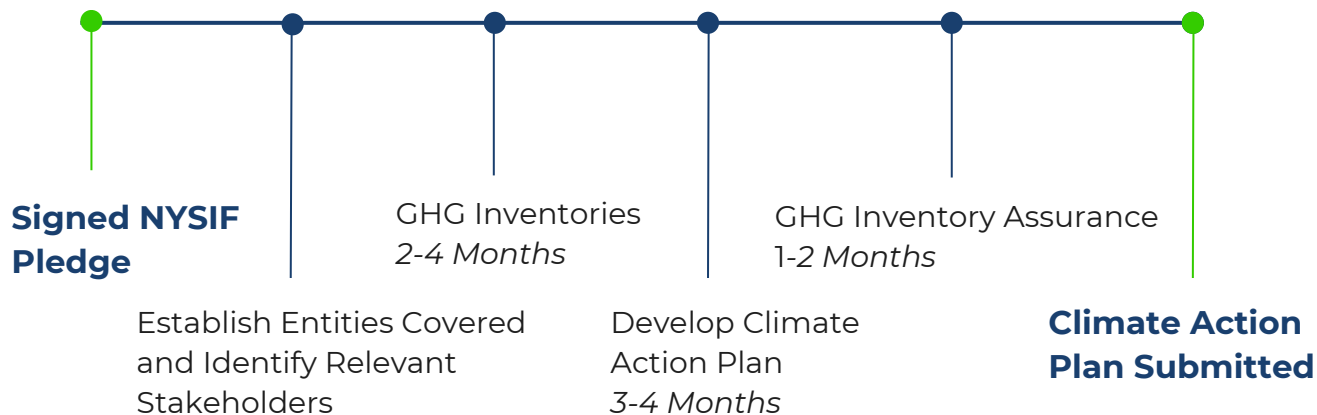 Signed NYSIF
Pledge
Establish Entities Covered
and Identify Relevant
Stakeholders
GHG Inventories
2-4 Months
Develop Climate
Action Plan
3-4 Months
GHG Inventory Assurance
1-2 Months
Climate Action
Plan Submitted